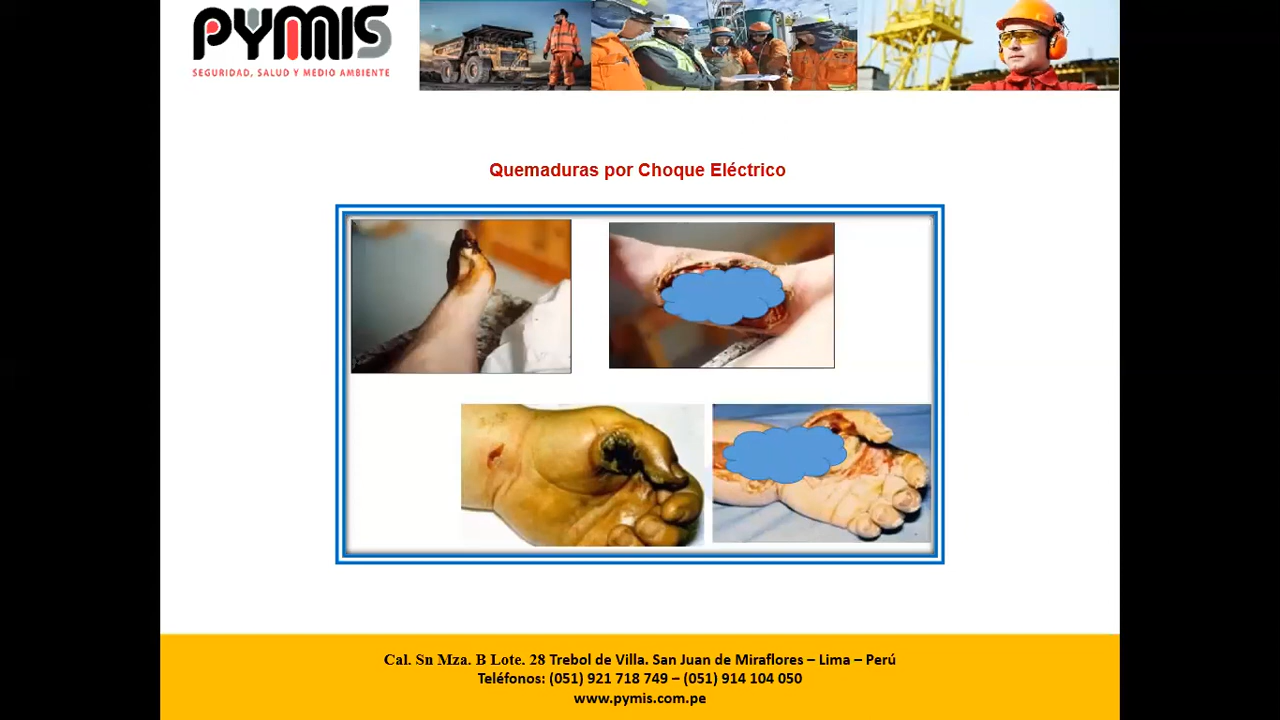 PYMIS
SEGURIDAD, SALUD Y MEDIO AMBIENTE
Quemaduras por Choque Eléctrico
Cal. Sn Mza. B Lote. 28 Trebol de Villa. San Juan de Miraflores – Lima – Perú
Teléfonos: (051) 921 718 749 – (051) 914 104 050
www.pymis.com.pe